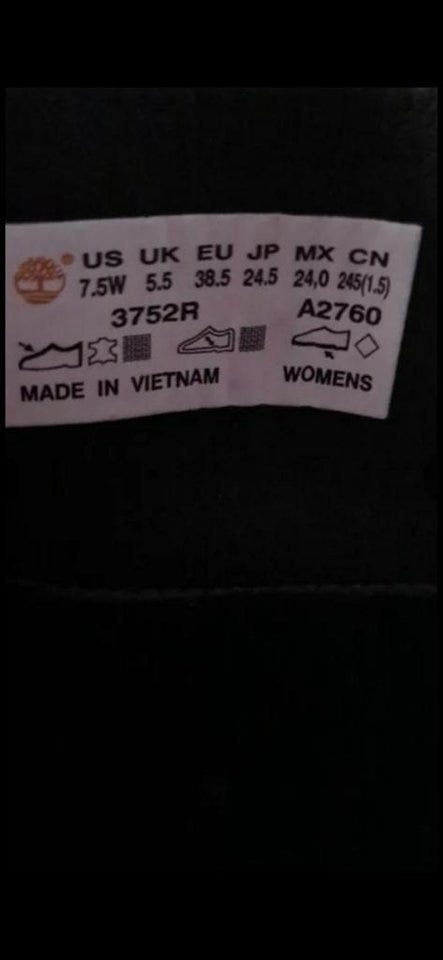 US UK EU JP MX CN
7.5W 5.5 38.5 24.5 24,0 245(1.5)
3752R A2760
MADE IN VIETNAM WOMENS